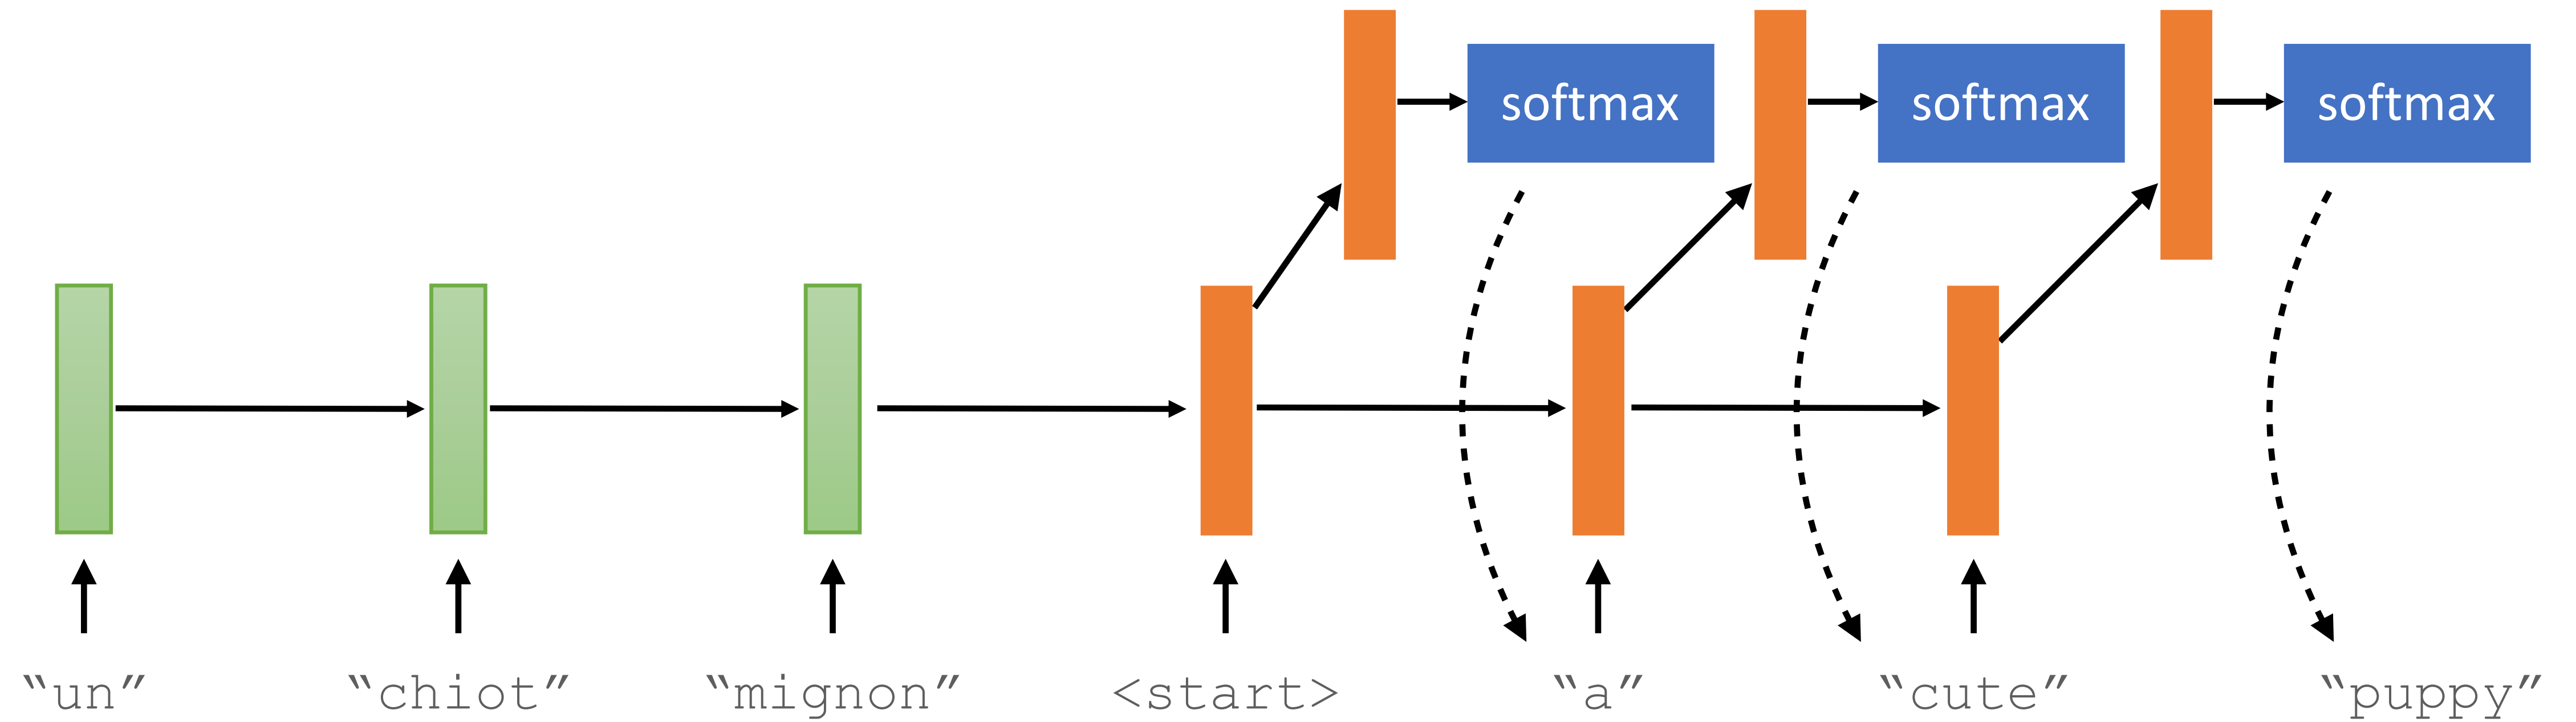 softmax softmax softmax
“un” “chiot” “mignon” <start> “a” “cute” “puppy”